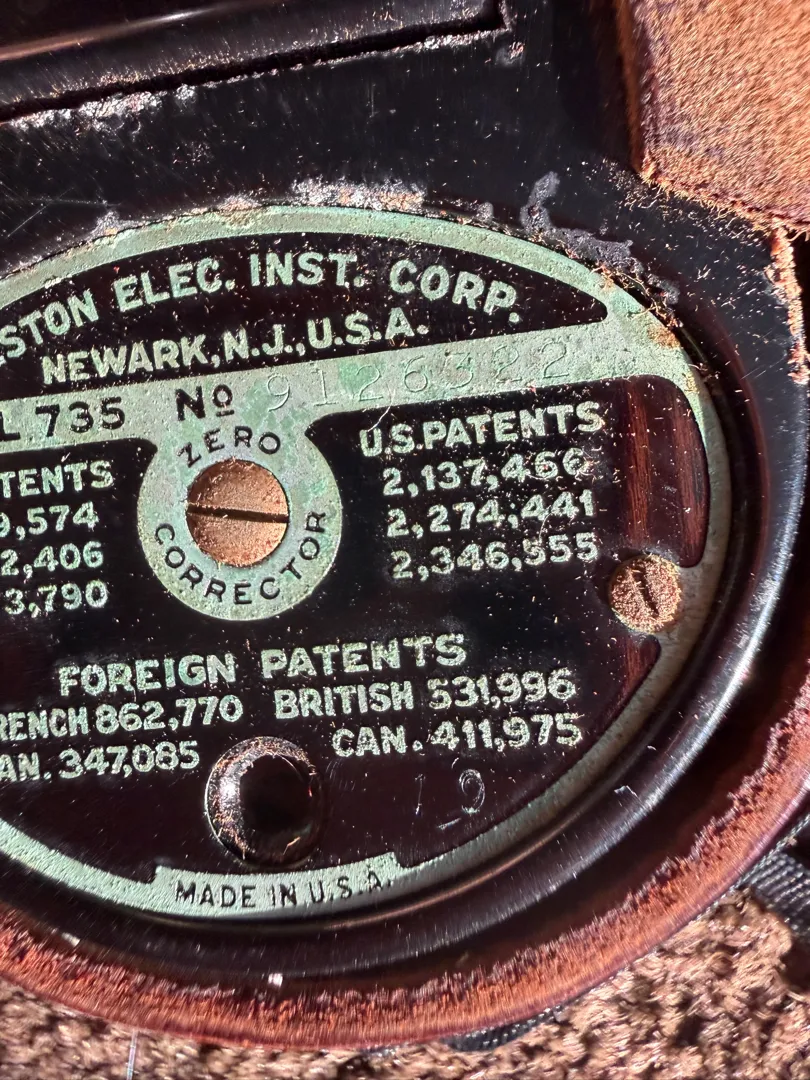 ESTON ELEC. INST. CORP.
NEWARK, N.J., U.S.A.
L 735 No 9126322
ZERO
CORRECTOR
TENTS
9,574
2,406
3,790
U.S. PATENTS
2,137,466
2,274,441
2,346,555
FOREIGN PATENTS
RENCH 862,770 BRITISH 531,996
AN. 347,085 CAN. 411,975
19
MADE IN U.S.A.